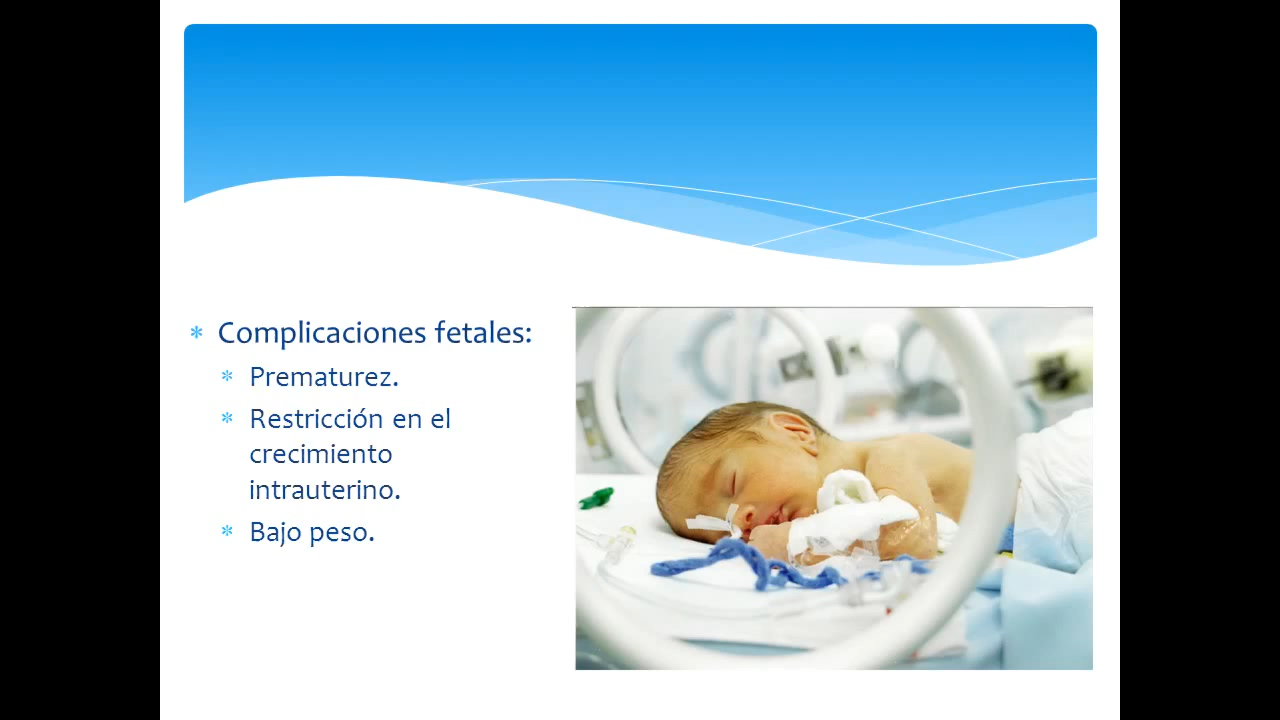 * Complicaciones fetales:
* Prematurez.
* Restricción en el
crecimiento
intrauterino.
* Bajo peso.